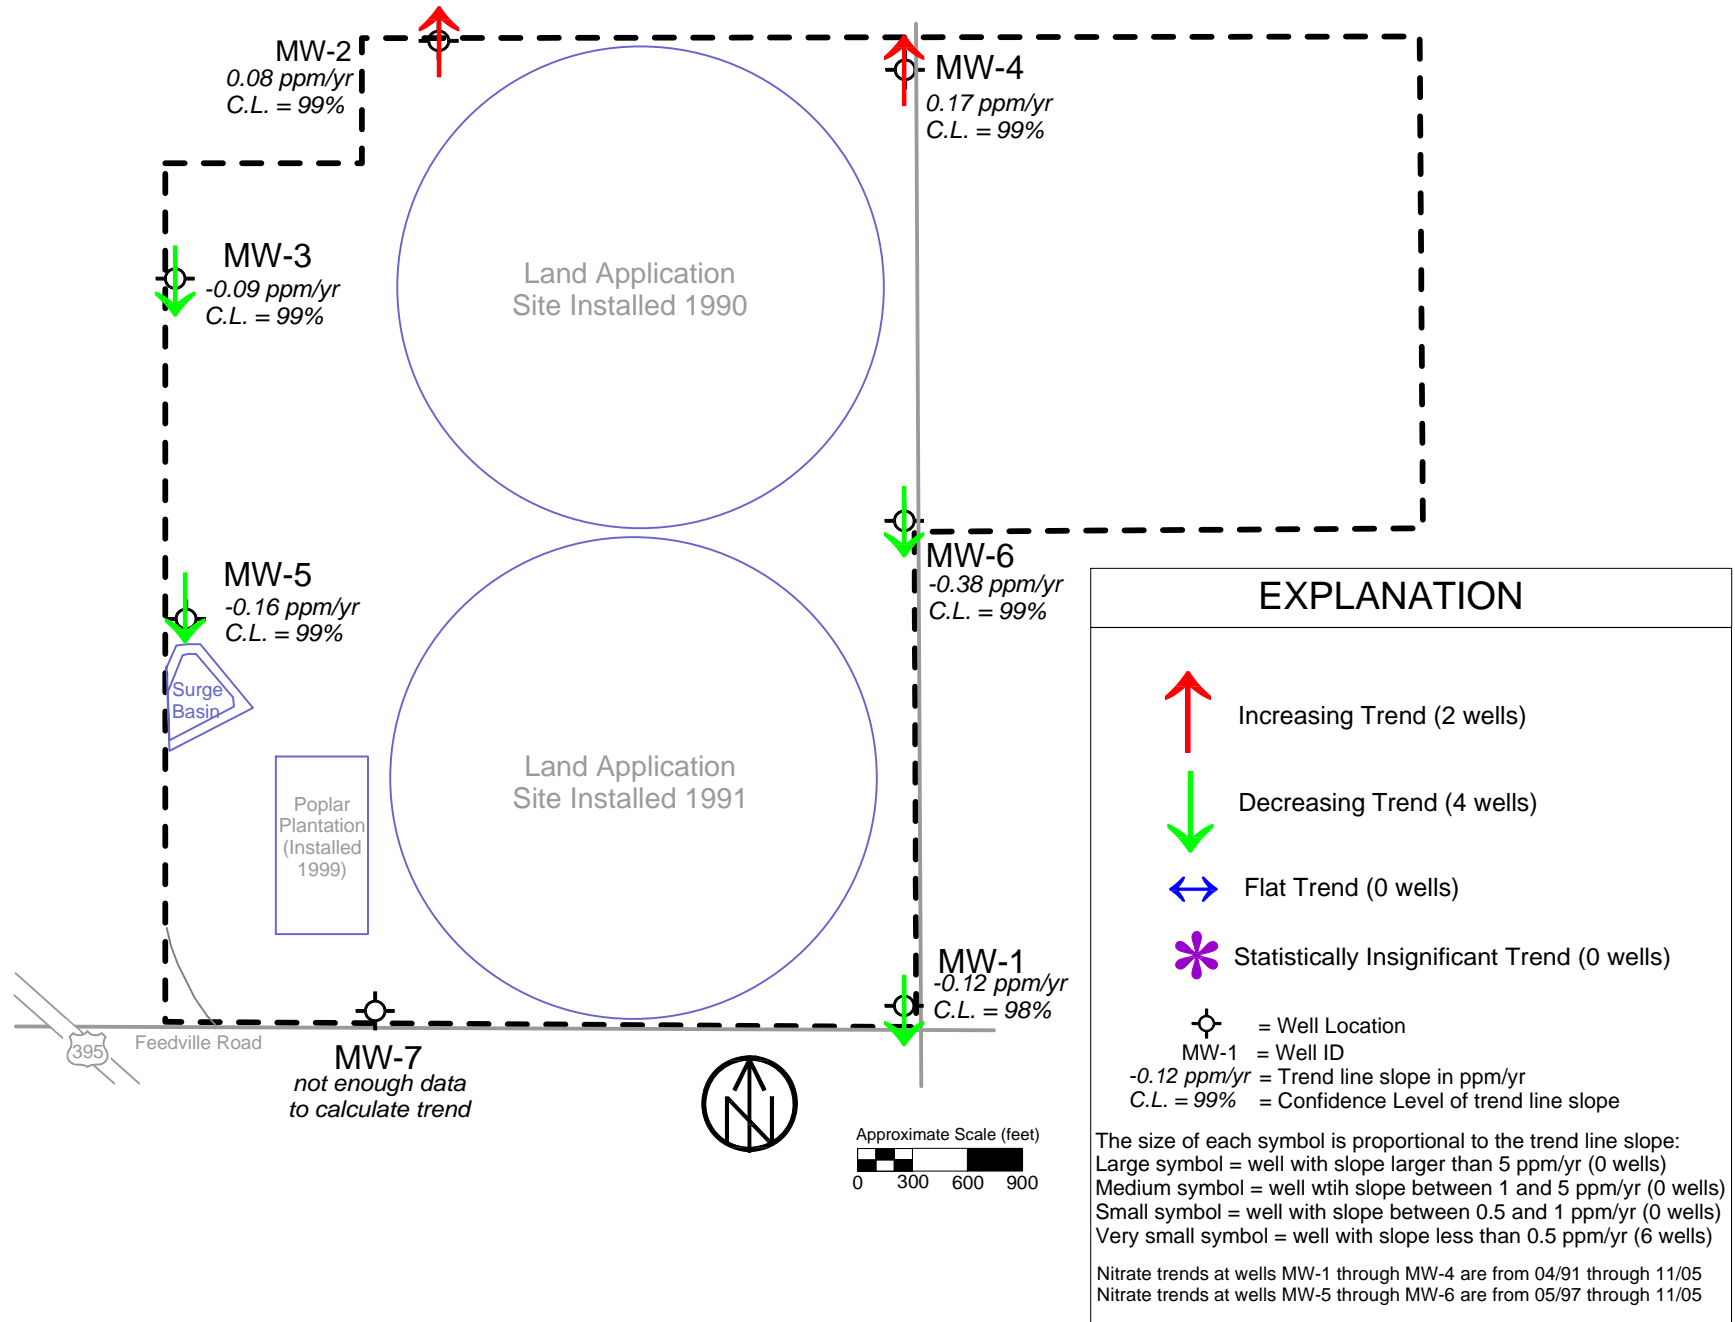 MW-2
0.08 ppm/yr
C.L. = 99%
MW-4
0.17 ppm/yr
C.L. = 99%
MW-3
-0.09 ppm/yr
C.L. = 99%
Land Application
Site Installed 1990
MW-5
-0.16 ppm/yr
C.L. = 99%
MW-6
-0.38 ppm/yr
C.L. = 99%
Surge
Basin
Land Application
Site Installed 1991
Poplar
Plantation
(Installed
1999)
MW-1
-0.12 ppm/yr
C.L. = 98%
395
Feedville Road
MW-7
not enough data
to calculate trend
N
Approximate Scale (feet)
0 300 600 900
EXPLANATION
Increasing Trend (2 wells)
Decreasing Trend (4 wells)
Flat Trend (0 wells)
Statistically Insignificant Trend (0 wells)
= Well Location
MW-1 = Well ID
-0.12 ppm/yr = Trend line slope in ppm/yr
C.L. = 99% = Confidence Level of trend line slope
The size of each symbol is proportional to the trend line slope:
Large symbol = well with slope larger than 5 ppm/yr (0 wells)
Medium symbol = well wtih slope between 1 and 5 ppm/yr (0 wells)
Small symbol = well with slope between 0.5 and 1 ppm/yr (0 wells)
Very small symbol = well with slope less than 0.5 ppm/yr (6 wells)
Nitrate trends at wells MW-1 through MW-4 are from 04/91 through 11/05
Nitrate trends at wells MW-5 through MW-6 are from 05/97 through 11/05